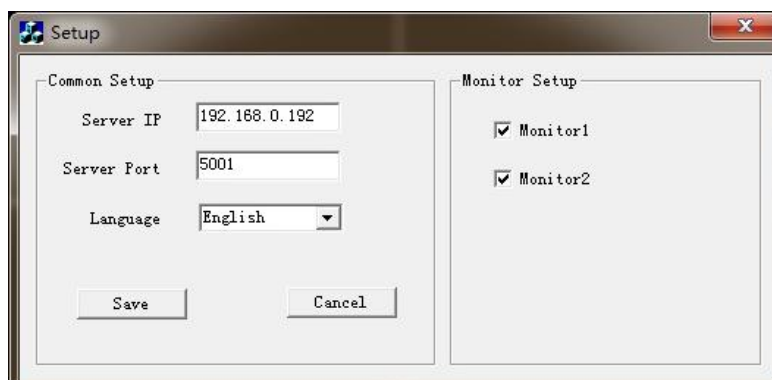 Setup
Common Setup
Server IP
192.168.0.192
Server Port
5001
Language
English
Save
Cancel
Monitor Setup
Monitor1
Monitor2